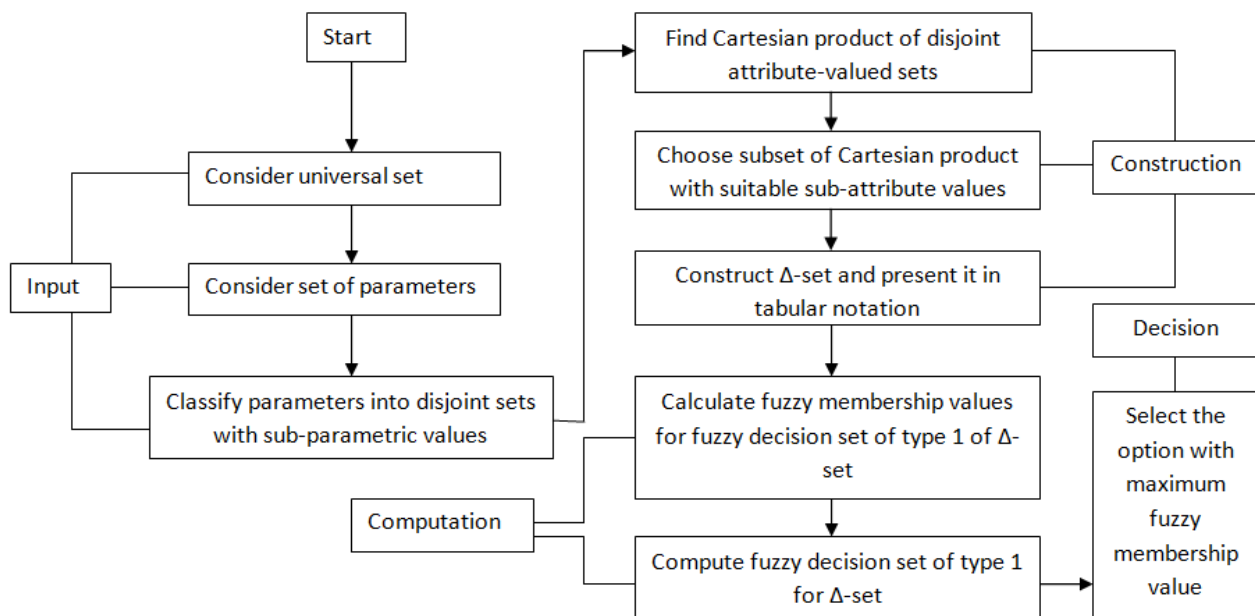 Start
Consider universal set
Input
Consider set of parameters
Classify parameters into disjoint sets
with sub-parametric values
Find Cartesian product of disjoint
attribute-valued sets
Choose subset of Cartesian product
with suitable sub-attribute values
Construction
Construct Δ-set and present it in
tabular notation
Calculate fuzzy membership values
for fuzzy decision set of type 1 of Δ-
set
Computation
Compute fuzzy decision set of type 1
for Δ-set
Decision
Select the
option with
maximum
fuzzy
membership
value